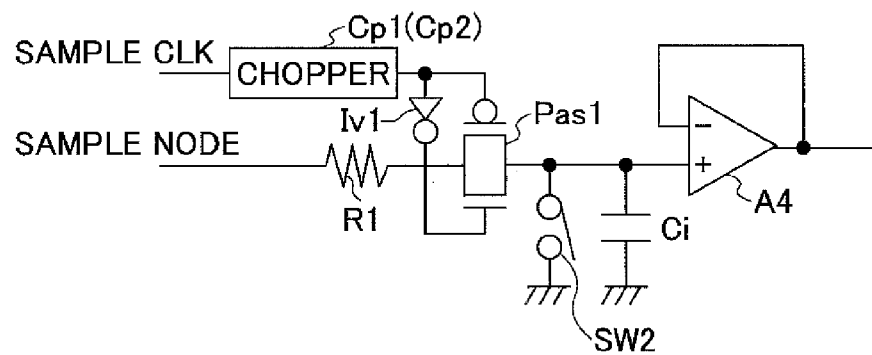 Cp1(Cp2)
SAMPLE CLK
CHOPPER
Iv1
Pas1
SAMPLE NODE
R1
−
+
A4
Ci
SW2